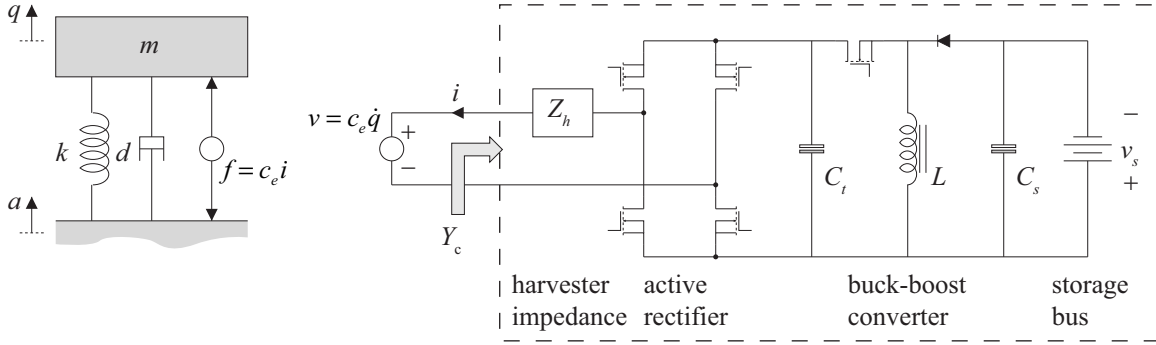 q
m
k
d
f = c_e i
a
v = c_e q̇
+
−
i
Z_h
Y_c
C_t
L
C_s
−
v_s
+
harvester impedance
active rectifier
buck-boost converter
storage bus